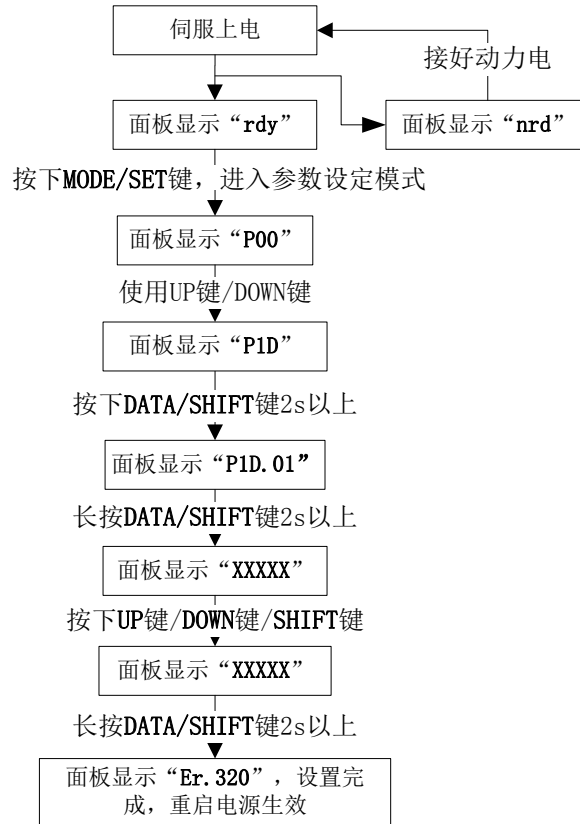 伺服上电
接好动力电
面板显示“rdy”
面板显示“nrd”
按下MODE/SET键，进入参数设定模式
面板显示“P00”
使用UP键/DOWN键
面板显示“P1D”
按下DATA/SHIFT键2s以上
面板显示“P1D.01”
长按DATA/SHIFT键2s以上
面板显示“XXXXX”
按下UP键/DOWN键/SHIFT键
面板显示“XXXXX”
长按DATA/SHIFT键2s以上
面板显示“Er.320”，设置完
成，重启电源生效